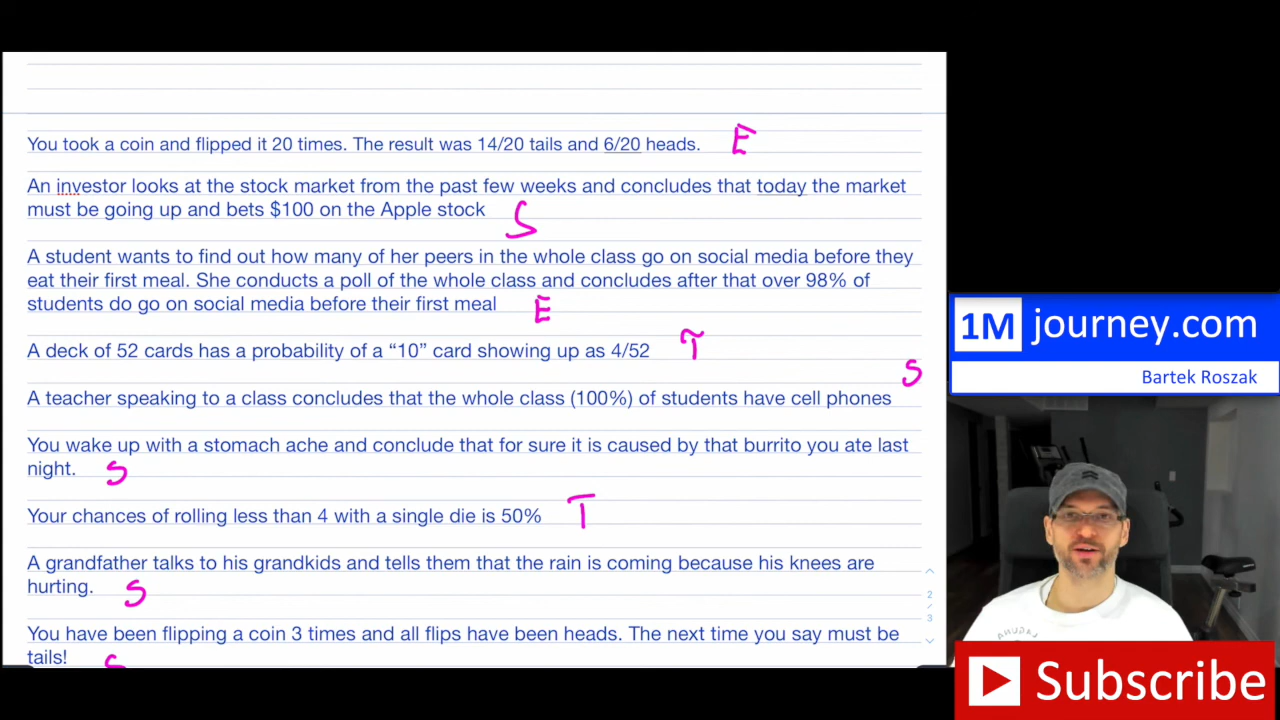 You took a coin and flipped it 20 times. The result was 14/20 tails and 6/20 heads. E
An investor looks at the stock market from the past few weeks and concludes that today the market
must be going up and bets $100 on the Apple stock S
A student wants to find out how many of her peers in the whole class go on social media before they
eat their first meal. She conducts a poll of the whole class and concludes after that over 98% of
students do go on social media before their first meal E
A deck of 52 cards has a probability of a “10” card showing up as 4/52 T
A teacher speaking to a class concludes that the whole class (100%) of students have cell phones S
You wake up with a stomach ache and conclude that for sure it is caused by that burrito you ate last
night. S
Your chances of rolling less than 4 with a single die is 50% T
A grandfather talks to his grandkids and tells them that the rain is coming because his knees are
hurting. S
You have been flipping a coin 3 times and all flips have been heads. The next time you say must be
tails! S
2
/
3
1M journey.com
Bartek Roszak
LAGUNA
Subscribe